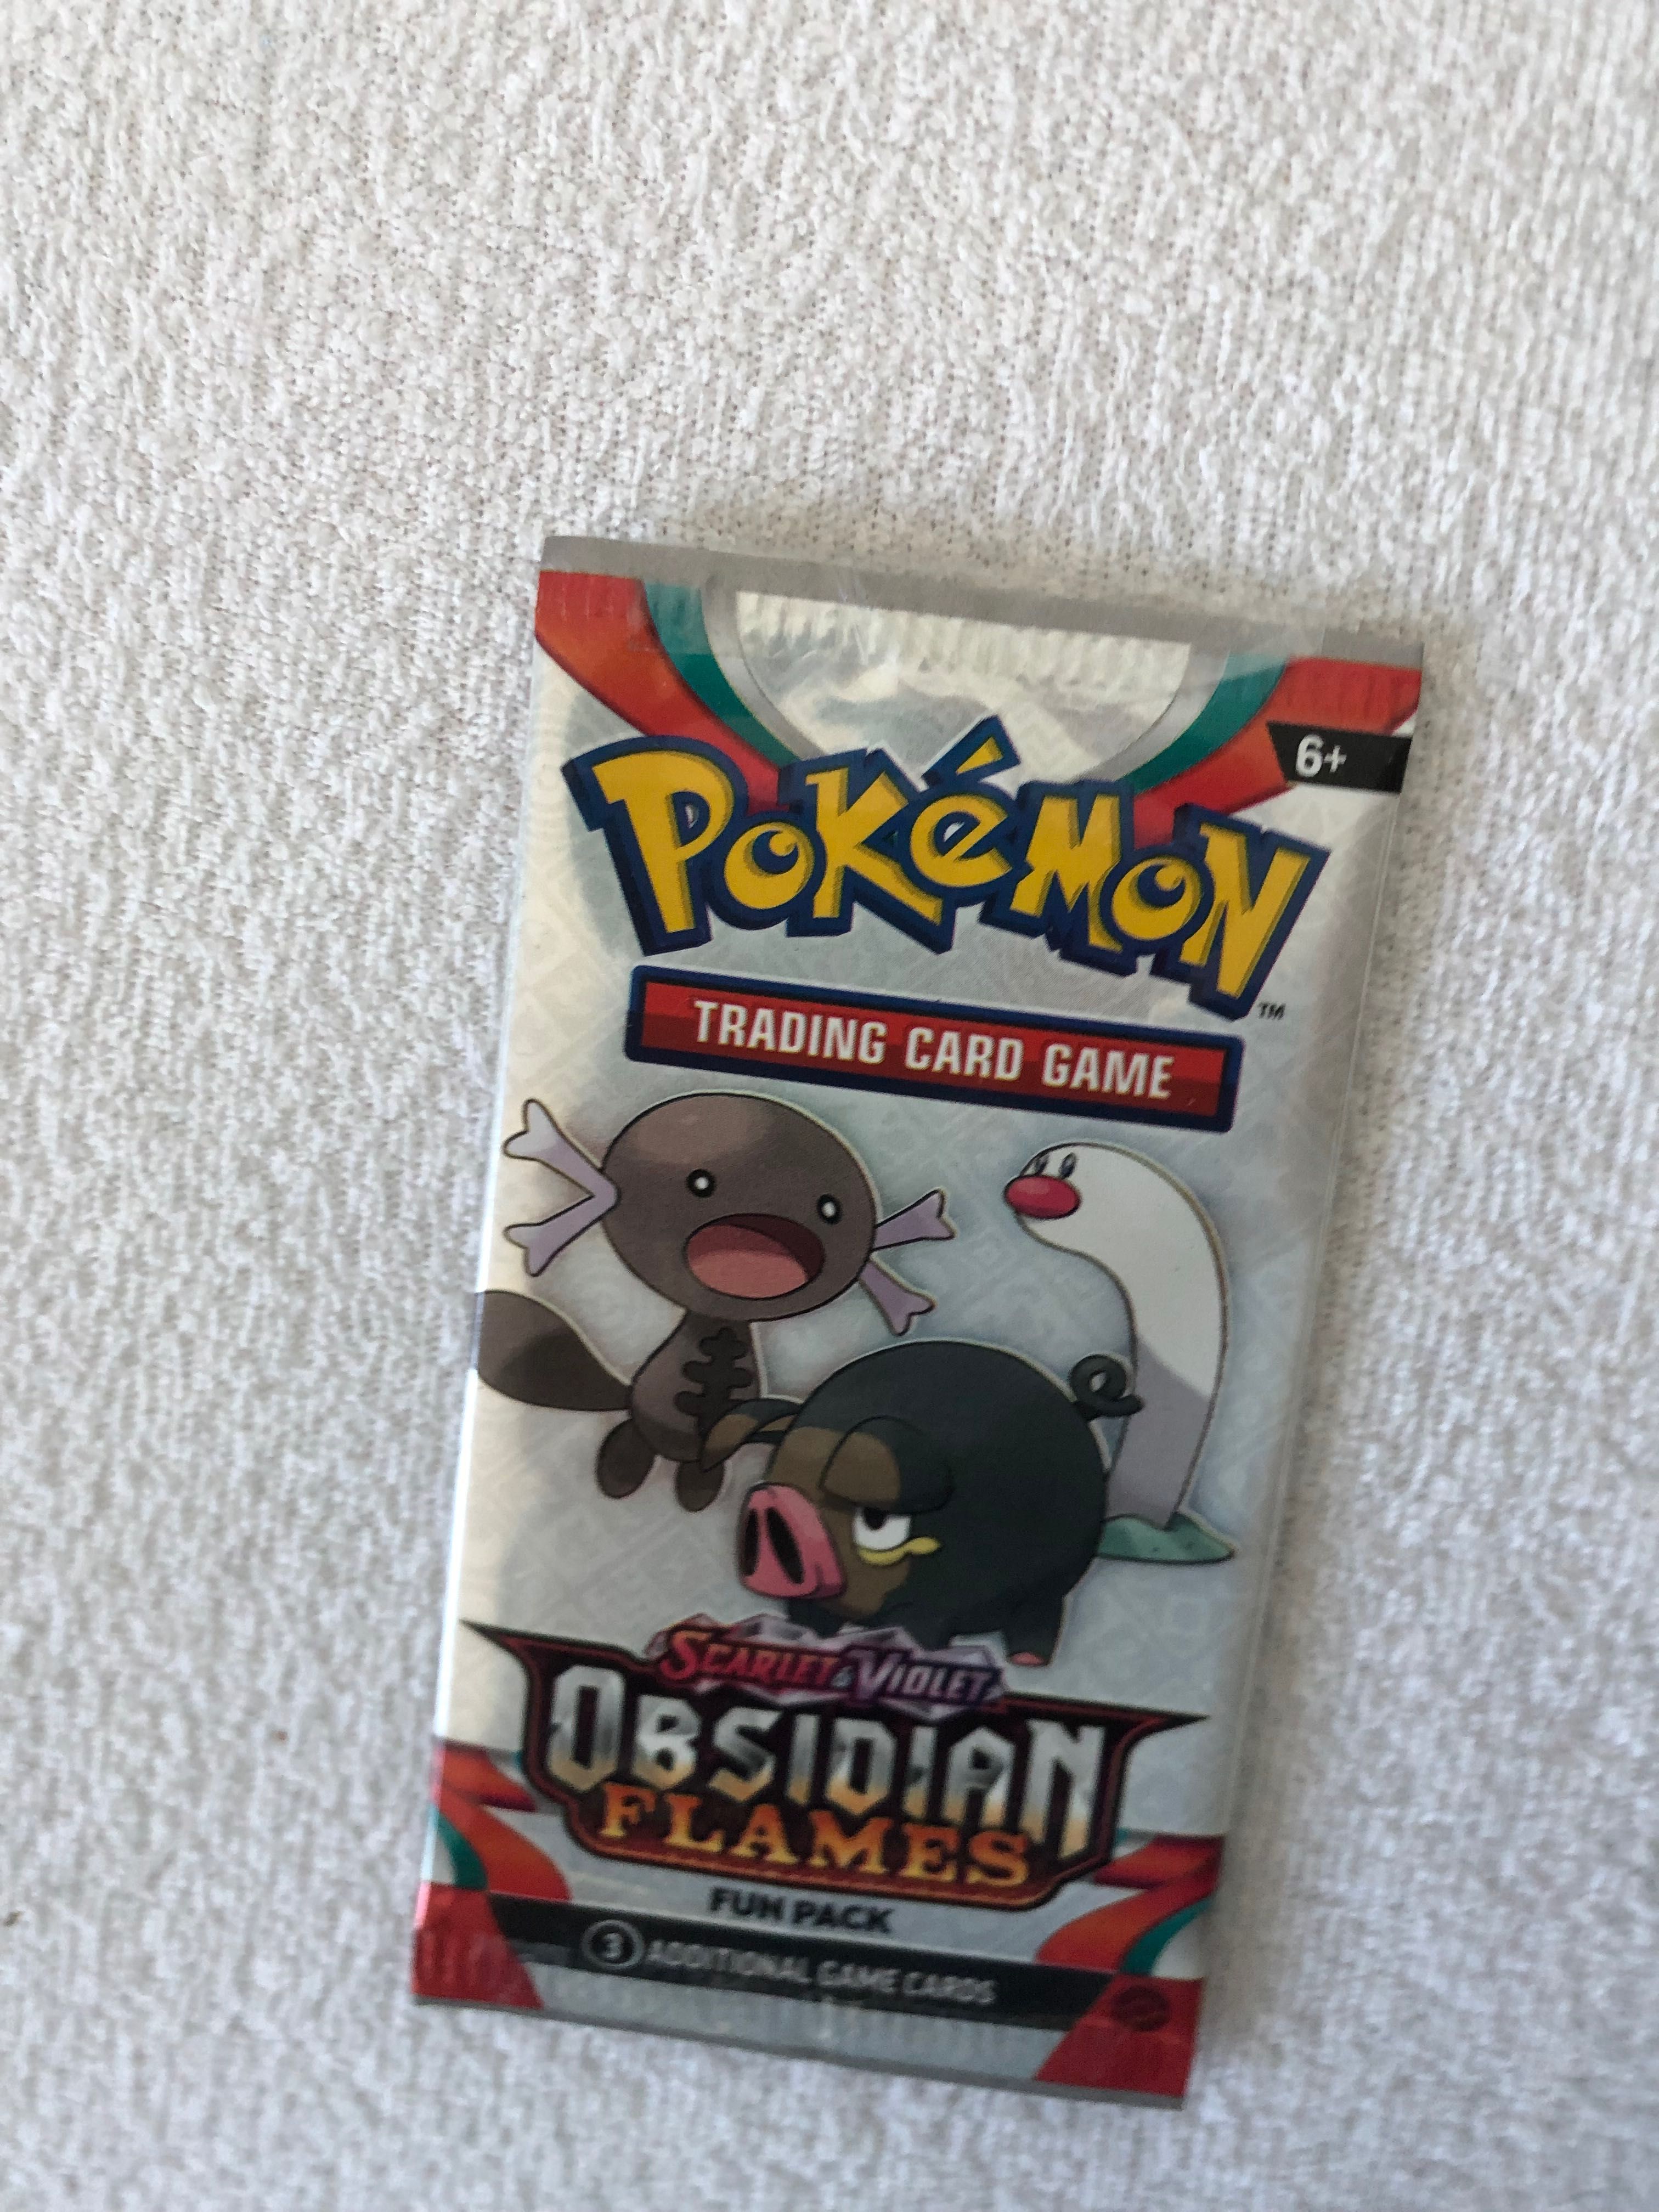 6+
POKéMON
TM
TRADING CARD GAME
SCARLET & VIOLET
OBSIDIAN
FLAMES
FUN PACK
3 ADDITIONAL GAME CARDS